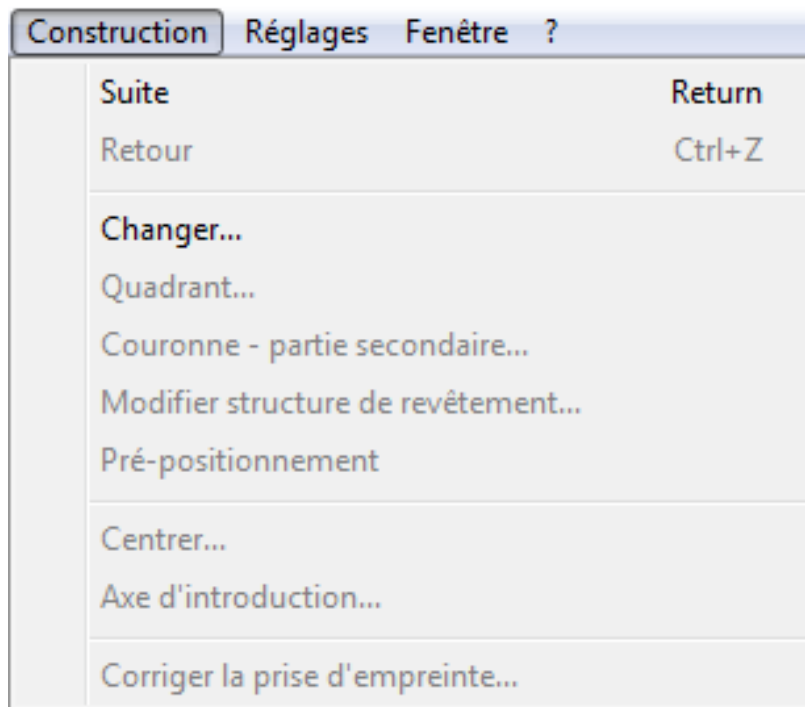 Construction Réglages Fenêtre ?
Suite Return
Retour Ctrl+Z
Changer...
Quadrant...
Couronne - partie secondaire...
Modifier structure de revêtement...
Pré-positionnement
Centrer...
Axe d'introduction...
Corriger la prise d'empreinte...